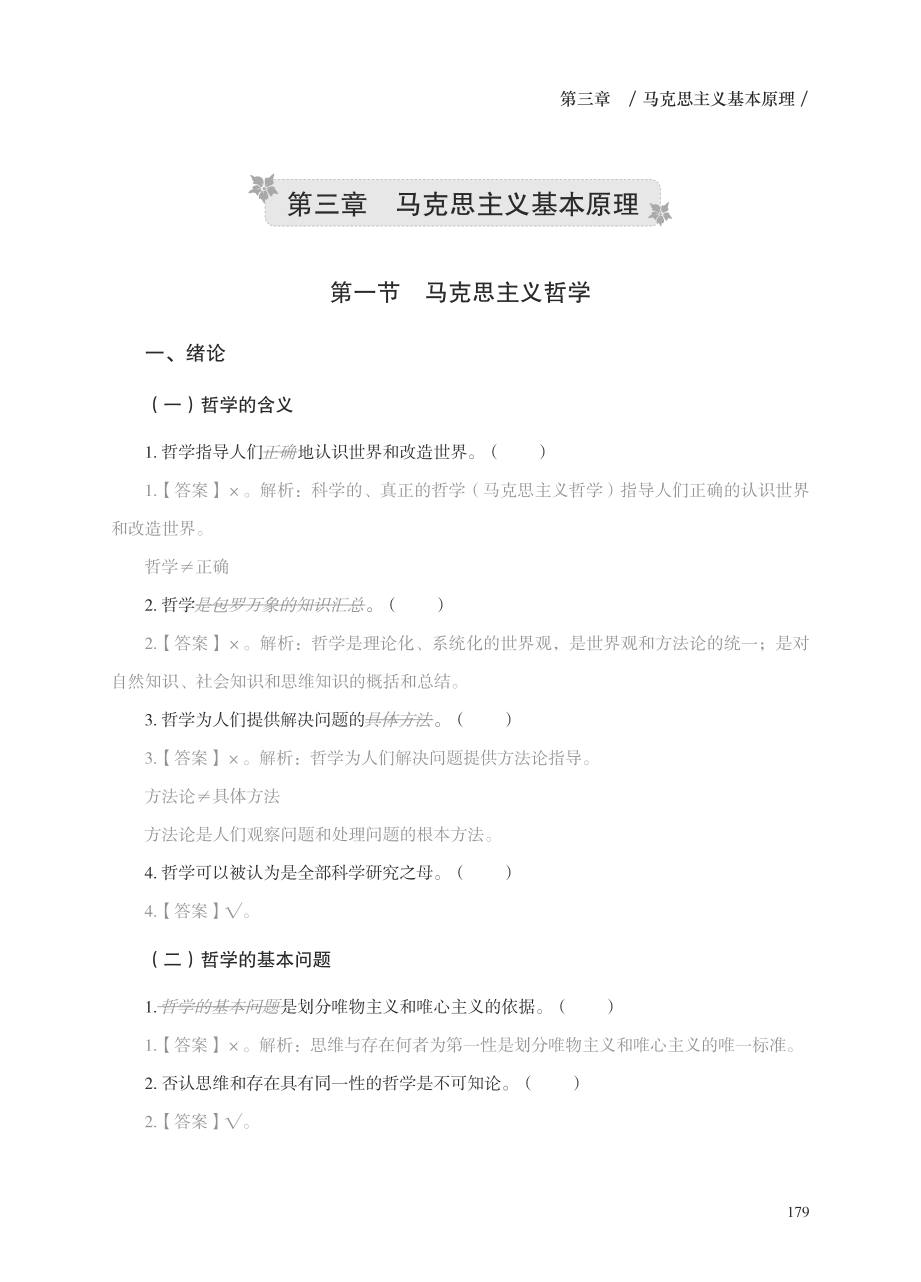 第三章 / 马克思主义基本原理 /
第三章 马克思主义基本原理
第一节 马克思主义哲学
一、绪论
（一）哲学的含义
1. 哲学指导人们正确地认识世界和改造世界。（ ）
1.【答案】×。解析：科学的、真正的哲学（马克思主义哲学）指导人们正确的认识世界
和改造世界。
哲学≠正确
2. 哲学是包罗万象的知识汇总。（ ）
2.【答案】×。解析：哲学是理论化、系统化的世界观，是世界观和方法论的统一；是对
自然知识、社会知识和思维知识的概括和总结。
3. 哲学为人们提供解决问题的具体方法。（ ）
3.【答案】×。解析：哲学为人们解决问题提供方法论指导。
方法论≠具体方法
方法论是人们观察问题和处理问题的根本方法。
4. 哲学可以被认为是全部科学研究之母。（ ）
4.【答案】√。
（二）哲学的基本问题
1. 哲学的基本问题是划分唯物主义和唯心主义的依据。（ ）
1.【答案】×。解析：思维与存在何者为第一性是划分唯物主义和唯心主义的唯一标准。
2. 否认思维和存在具有同一性的哲学是不可知论。（ ）
2.【答案】√。
179